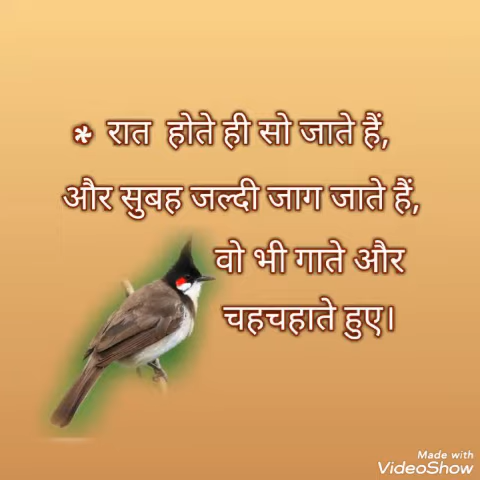 * रात होते ही सो जाते हैं,
और सुबह जल्दी जाग जाते हैं,
वो भी गाते और
चहचहाते हुए।
Made with
VideoShow